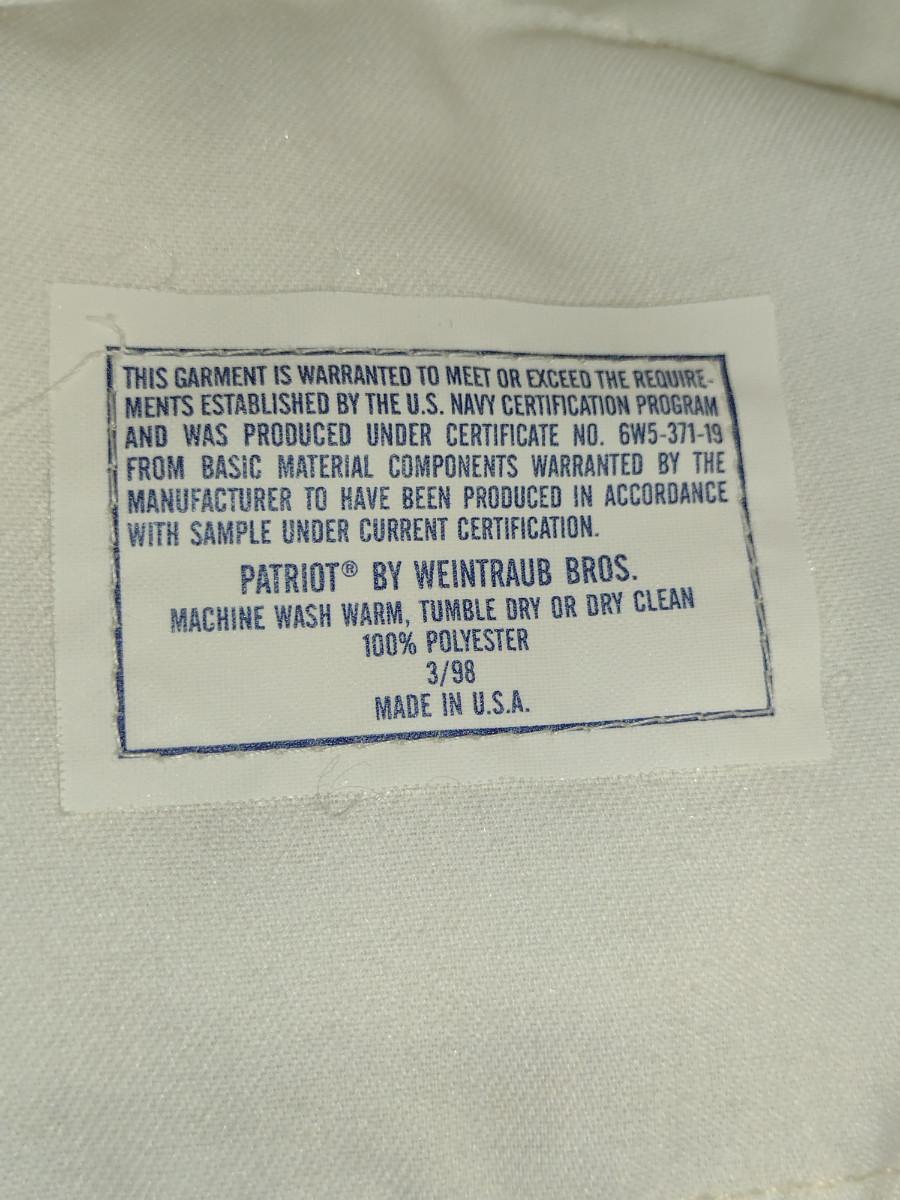 THIS GARMENT IS WARRANTED TO MEET OR EXCEED THE REQUIRE-
MENTS ESTABLISHED BY THE U.S. NAVY CERTIFICATION PROGRAM
AND WAS PRODUCED UNDER CERTIFICATE NO. 6W5-371-19
FROM BASIC MATERIAL COMPONENTS WARRANTED BY THE
MANUFACTURER TO HAVE BEEN PRODUCED IN ACCORDANCE
WITH SAMPLE UNDER CURRENT CERTIFICATION.
PATRIOT® BY WEINTRAUB BROS.
MACHINE WASH WARM, TUMBLE DRY OR DRY CLEAN
100% POLYESTER
3/98
MADE IN U.S.A.